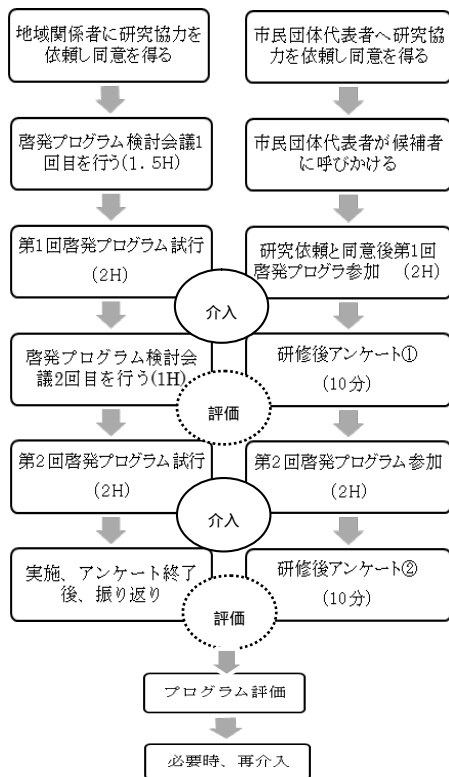 地域関係者に研究協力を
依頼し同意を得る
市民団体代表者へ研究協
力を依頼し同意を得る
啓発プログラム検討会議1
回目を行う(1. 5H)
市民団体代表者が候補者
に呼びかける
第1回啓発プログラム試行
(2H)
研究依頼と同意後第1回
啓発プログラ参加 (2H)
介入
啓発プログラム検討会
議2回目を行う(1H)
研修後アンケート①
(10分)
評価
第2回啓発プログラム試行
(2H)
第2回啓発プログラム参加
(2H)
介入
実施、アンケート終了
後、振り返り
研修後アンケート②
(10分)
評価
プログラム評価
必要時、再介入